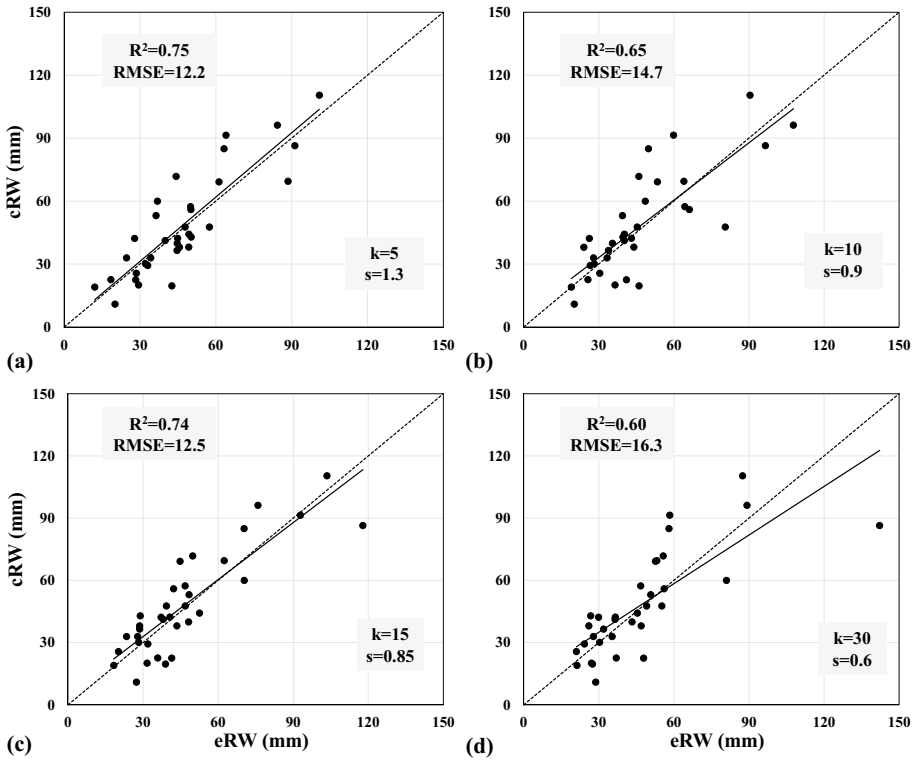 150
120
90
60
30
0
cRW (mm)
R²=0.75
RMSE=12.2
k=5
s=1.3
0 30 60 90 120 150
(a)
150
120
90
60
30
0
R²=0.65
RMSE=14.7
k=10
s=0.9
0 30 60 90 120 150
(b)
150
120
90
60
30
0
cRW (mm)
R²=0.74
RMSE=12.5
k=15
s=0.85
0 30 60 90 120 150
eRW (mm)
(c)
150
120
90
60
30
0
R²=0.60
RMSE=16.3
k=30
s=0.6
0 30 60 90 120 150
eRW (mm)
(d)